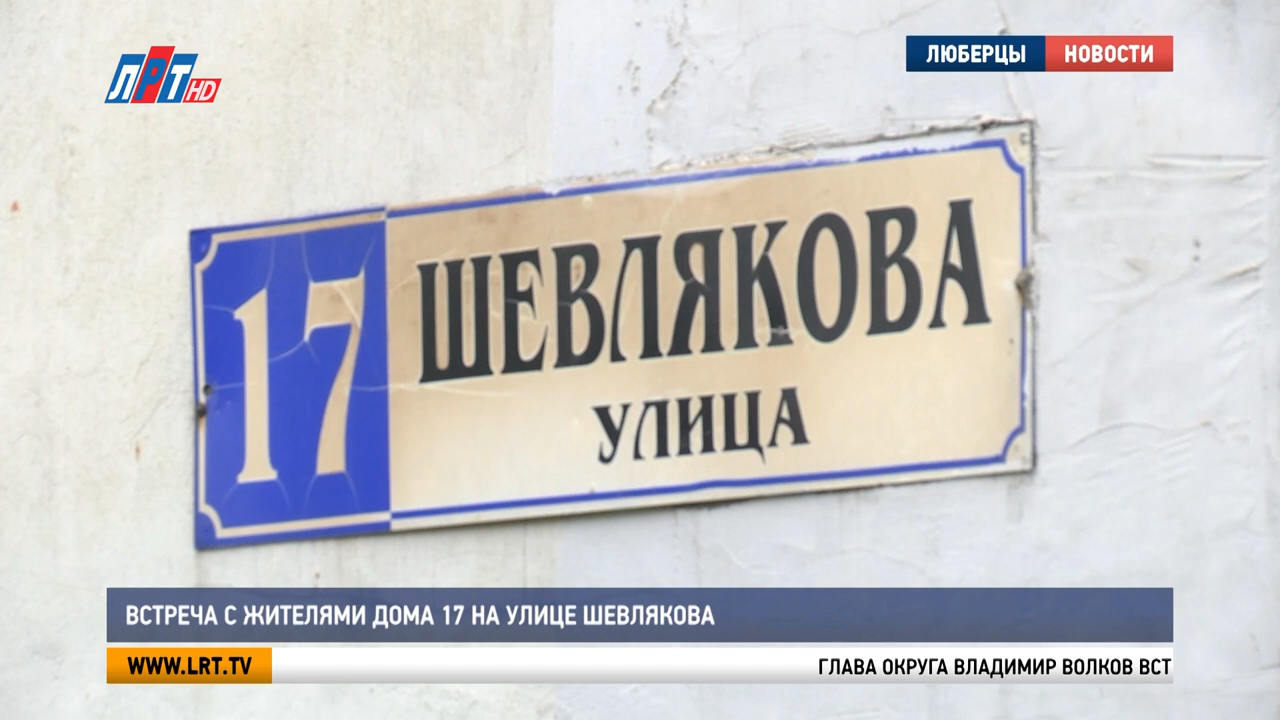 ЛРТ HD
ЛЮБЕРЦЫ НОВОСТИ
17 ШЕВЛЯКОВА
УЛИЦА
ВСТРЕЧА С ЖИТЕЛЯМИ ДОМА 17 НА УЛИЦЕ ШЕВЛЯКОВА
WWW.LRT.TV ГЛАВА ОКРУГА ВЛАДИМИР ВОЛКОВ ВСТ